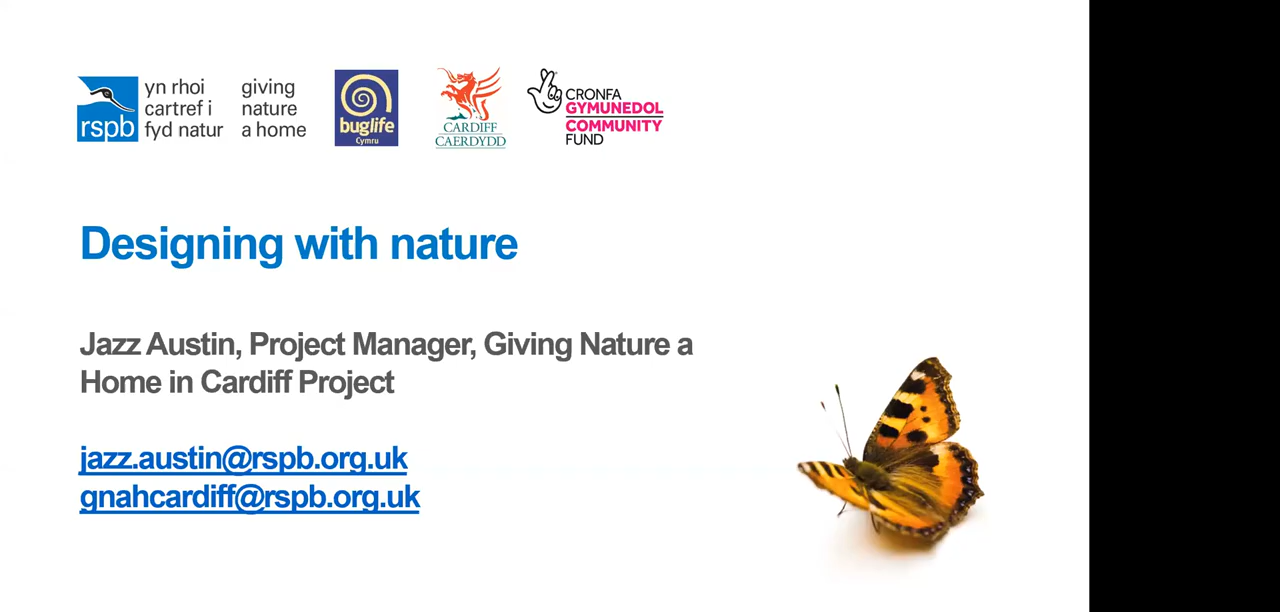 rspb
yn rhoi
cartref i
fyd natur
giving
nature
a home
buglife
Cymru
CARDIFF
CAERDYDD
CRONFA
GYMUNEDOL
COMMUNITY
FUND
Designing with nature
Jazz Austin, Project Manager, Giving Nature a
Home in Cardiff Project
jazz.austin@rspb.org.uk
gnahcardiff@rspb.org.uk